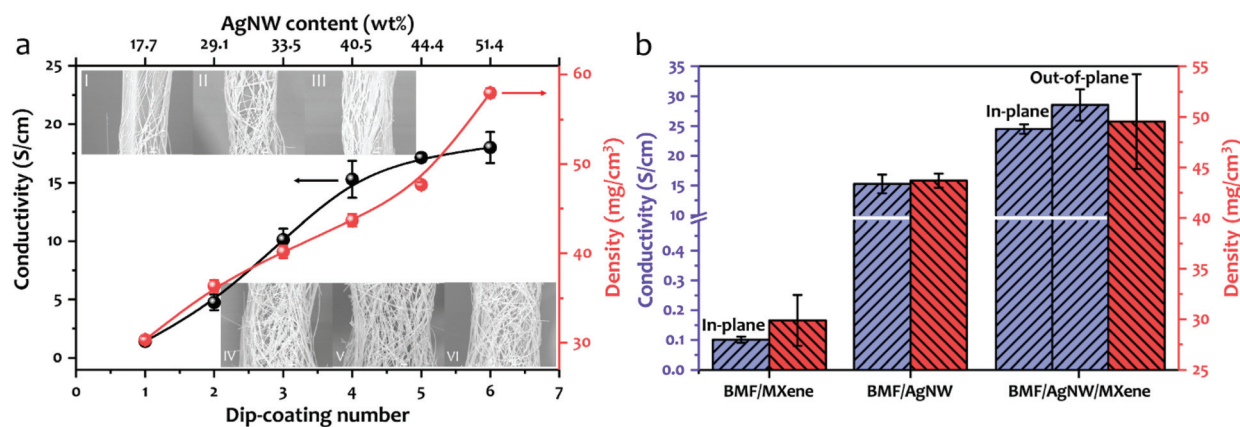 a
AgNW content (wt%)
17.7 29.1 33.5 40.5 44.4 51.4
Conductivity (S/cm)
25
20
15
10
5
0
I II III
IV V VI
60
50
40
30
Density (mg/cm³)
0 1 2 3 4 5 6 7
Dip-coating number
b
Conductivity (S/cm)
35
30
25
20
15
10
0.4
0.3
0.2
0.1
0.0
In-plane
In-plane
Out-of-plane
55
50
45
40
35
30
25
Density (mg/cm³)
BMF/MXene BMF/AgNW BMF/AgNW/MXene